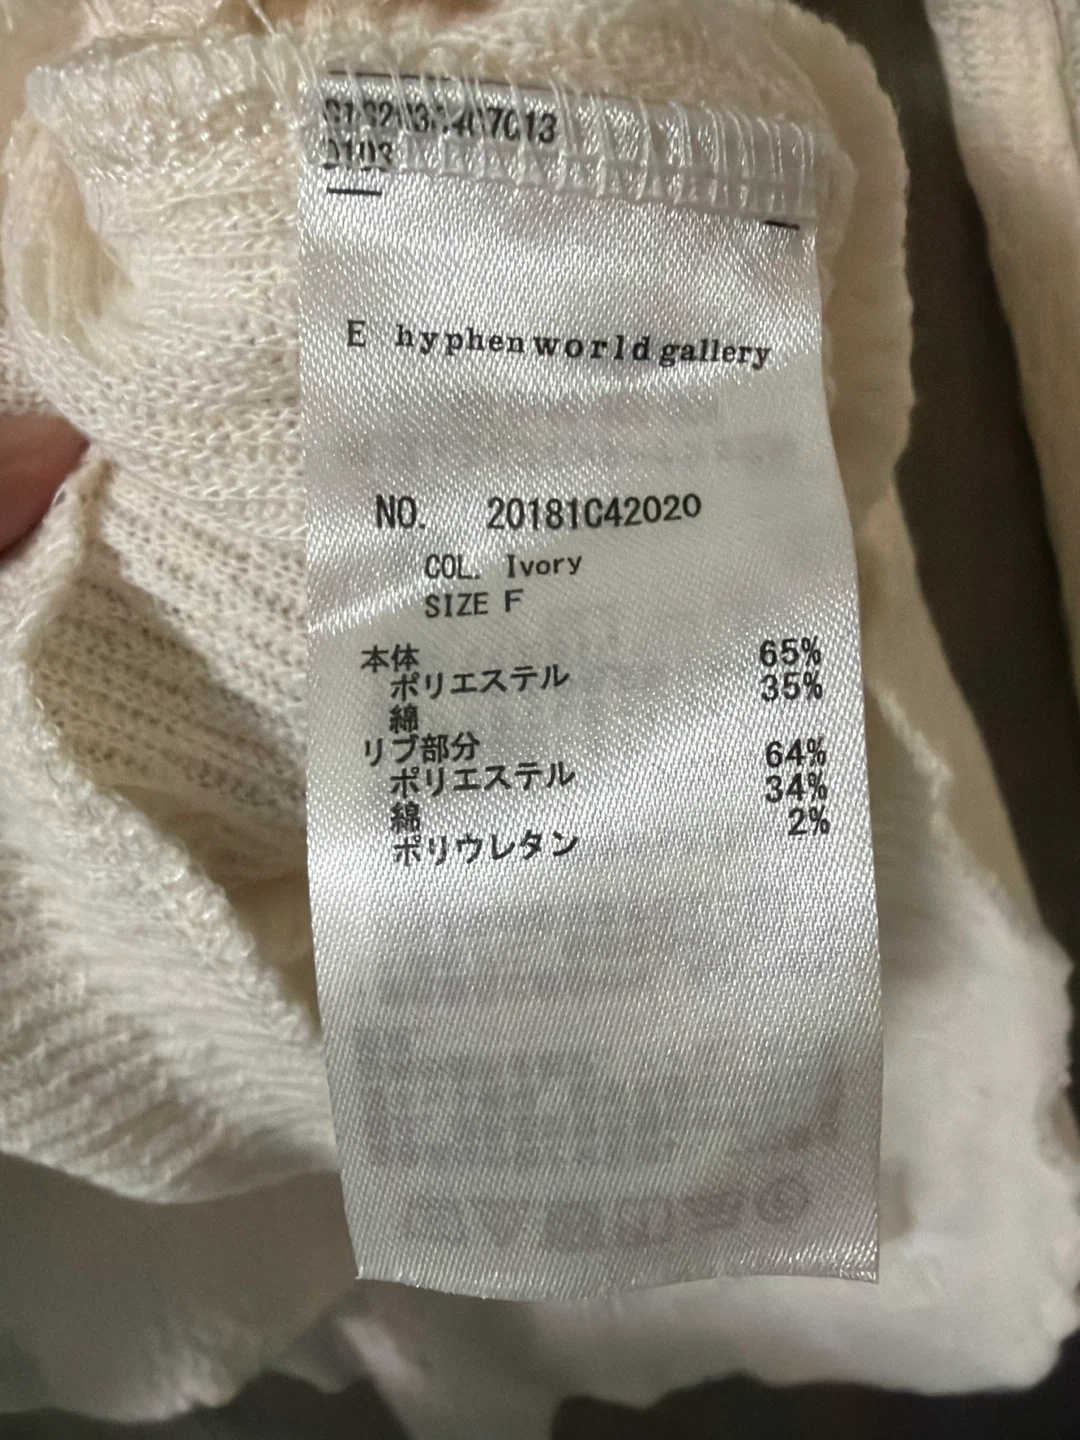 E hyphen world gallery
NO. 20181C42020
COL. Ivory
SIZE F
本体
ポリエステル 65%
綿 35%
リブ部分
ポリエステル 64%
綿 34%
ポリウレタン 2%